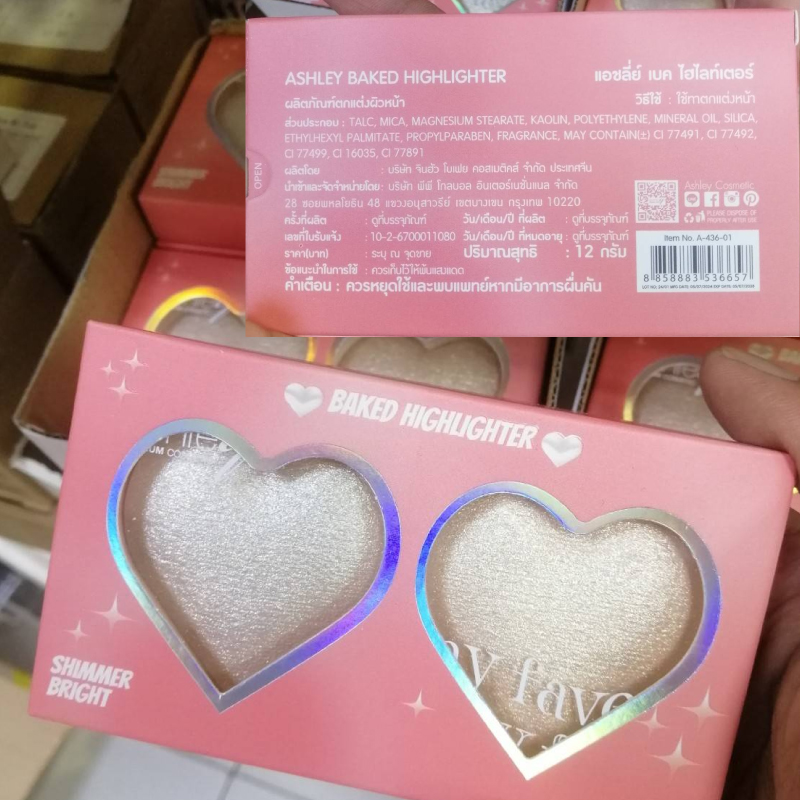 SHIMMER
BRIGHT
OPEN
ASHLEY BAKED HIGHLIGHTER
แอชลี่ย์ เบค ไฮไลท์เตอร์
ผลิตภัณฑ์ตกแต่งผิวหน้า
วิธีใช้ : ใช้ทาตกแต่งหน้า
ส่วนประกอบ : TALC, MICA, MAGNESIUM STEARATE, KAOLIN, POLYETHYLENE, MINERAL OIL, SILICA,
ETHYLHEXYL PALMITATE, PROPYLPARABEN, FRAGRANCE, MAY CONTAIN(±) CI 77491, CI 77492,
CI 77499, CI 16035, CI 77891
ผลิตโดย : บริษัท จินฮัว โบเฟย คอสเมติคส์ จำกัด ประเทศจีน
นำเข้าและจัดจำหน่ายโดย : บริษัท พีพี โกลบอล อินเตอร์เนชั่นแนล จำกัด
28 ซอยพหลโยธิน 48 แขวงอนุสาวรีย์ เขตบางเขน กรุงเทพ 10220
ครั้งที่ผลิต : ดูที่บรรจุภัณฑ์ วัน/เดือน/ปี ที่ผลิต : ดูที่บรรจุภัณฑ์
เลขที่ใบรับแจ้ง : 10-2-6700011080 วัน/เดือน/ปี ที่หมดอายุ : ดูที่บรรจุภัณฑ์
ราคา(บาท) : ระบุ ณ จุดขาย ปริมาณสุทธิ : 12 กรัม
ข้อแนะนำในการใช้ : ควรเก็บไว้ให้พ้นแสงแดด
คำเตือน : ควรหยุดใช้และพบแพทย์หากมีอาการผื่นคัน
Ashley Cosmetic
PLEASE DISPOSE OF
PROPERLY AFTER USE
Item No. A-436-01
8 858883 536657
BAKED HIGHLIGHTER
my fave
SHIMMER
BRIGHT